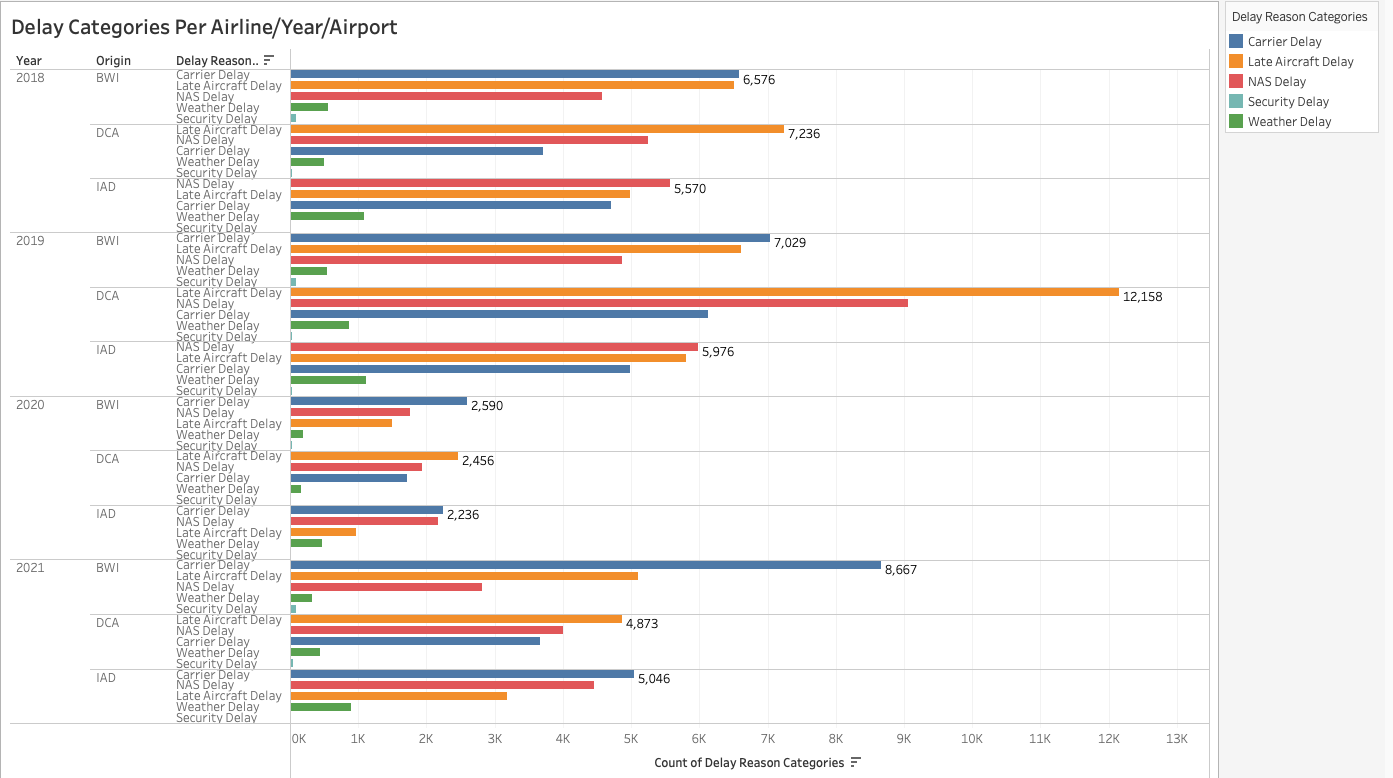 Delay Categories Per Airline/Year/Airport
Delay Reason Categories
Carrier Delay
Late Aircraft Delay
NAS Delay
Security Delay
Weather Delay
Year Origin Delay Reason..
2018 BWI Carrier Delay 6,576
Late Aircraft Delay
NAS Delay
Weather Delay
Security Delay
DCA Late Aircraft Delay 7,236
NAS Delay
Carrier Delay
Weather Delay
Security Delay
IAD NAS Delay 5,570
Late Aircraft Delay
Carrier Delay
Weather Delay
Security Delay
2019 BWI Carrier Delay 7,029
Late Aircraft Delay
NAS Delay
Weather Delay
Security Delay
DCA Late Aircraft Delay 12,158
NAS Delay
Carrier Delay
Weather Delay
Security Delay
IAD NAS Delay 5,976
Late Aircraft Delay
Carrier Delay
Weather Delay
Security Delay
2020 BWI Carrier Delay 2,590
NAS Delay
Late Aircraft Delay
Weather Delay
Security Delay
DCA Late Aircraft Delay 2,456
NAS Delay
Carrier Delay
Weather Delay
Security Delay
IAD Carrier Delay 2,236
NAS Delay
Late Aircraft Delay
Weather Delay
Security Delay
2021 BWI Carrier Delay 8,667
Late Aircraft Delay
NAS Delay
Weather Delay
Security Delay
DCA Late Aircraft Delay 4,873
NAS Delay
Carrier Delay
Weather Delay
Security Delay
IAD Carrier Delay 5,046
NAS Delay
Late Aircraft Delay
Weather Delay
Security Delay
0K 1K 2K 3K 4K 5K 6K 7K 8K 9K 10K 11K 12K 13K
Count of Delay Reason Categories